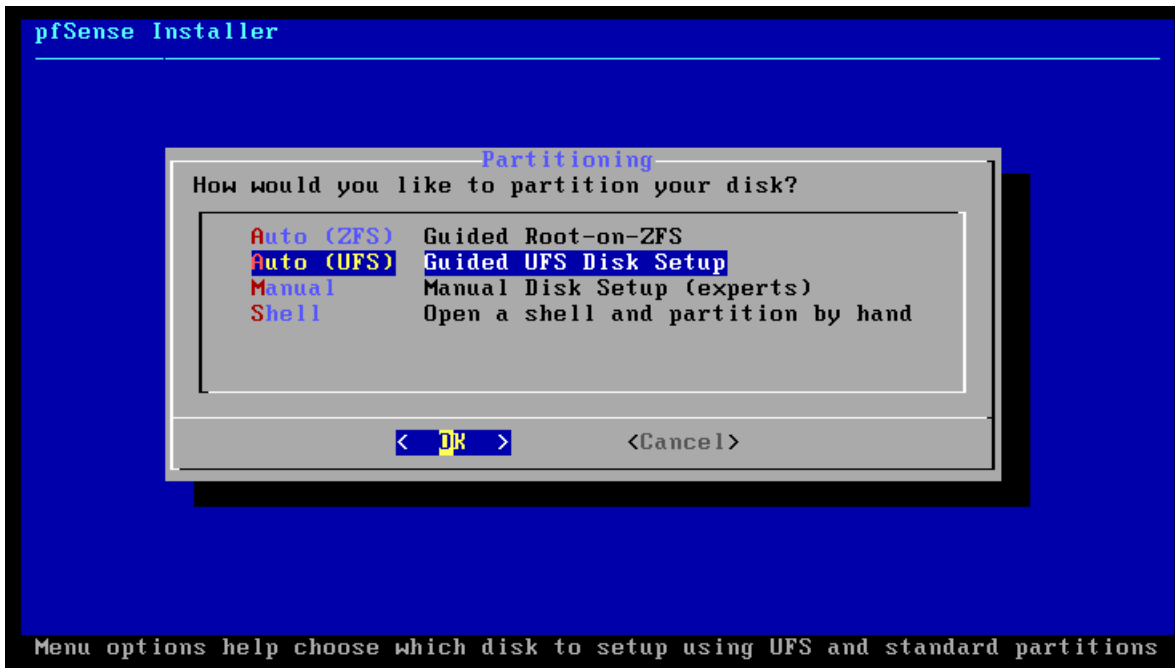 pfSense Installer
Partitioning
How would you like to partition your disk?
Auto (ZFS) Guided Root-on-ZFS
Auto (UFS) Guided UFS Disk Setup
Manual Manual Disk Setup (experts)
Shell Open a shell and partition by hand
< OK > <Cancel>
Menu options help choose which disk to setup using UFS and standard partitions